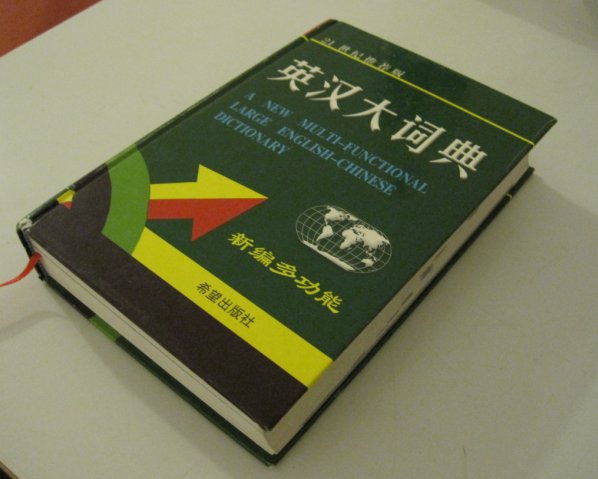 21世纪推荐版
英汉大词典
A NEW MULTI-FUNCTIONAL
LARGE ENGLISH-CHINESE
DICTIONARY
新编多功能
希望出版社